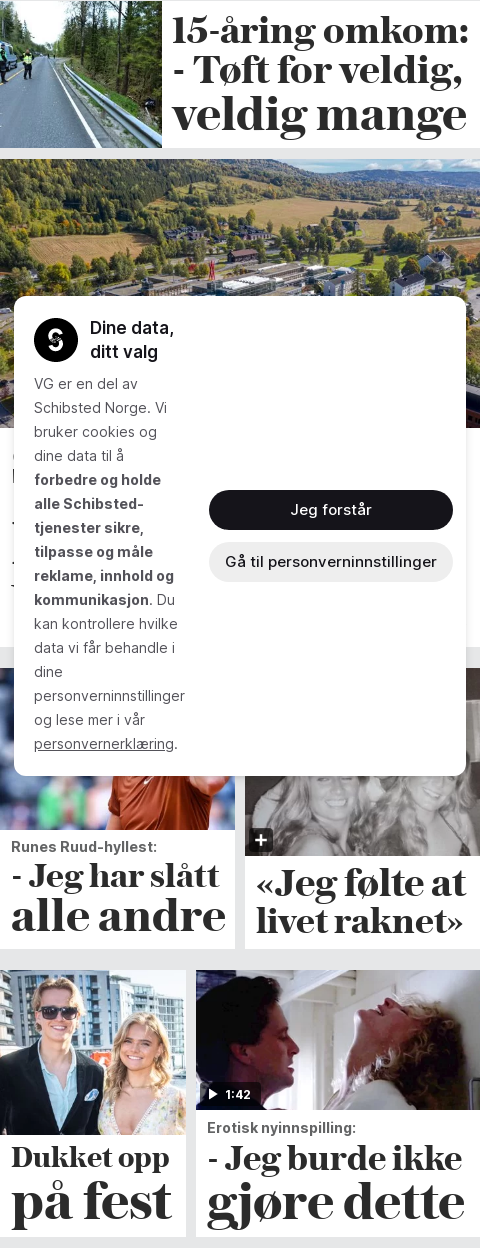 15-åring omkom:
- Tøft for veldig,
veldig mange
Dine data,
ditt valg
VG er en del av
Schibsted Norge. Vi
bruker cookies og
dine data til å
forbedre og holde
alle Schibsted-
tjenester sikre,
tilpasse og måle
reklame, innhold og
kommunikasjon. Du
kan kontrollere hvilke
data vi får behandle i
dine
personverninnstillinger
og lese mer i vår
personvernerklæring.
Jeg forstår
Gå til personverninnstillinger
Runes Ruud-hyllest:
- Jeg har slått
alle andre
«Jeg følte at
livet raknet»
Dukket opp
på fest
1:42
Erotisk nyinnspilling:
- Jeg burde ikke
gjøre dette